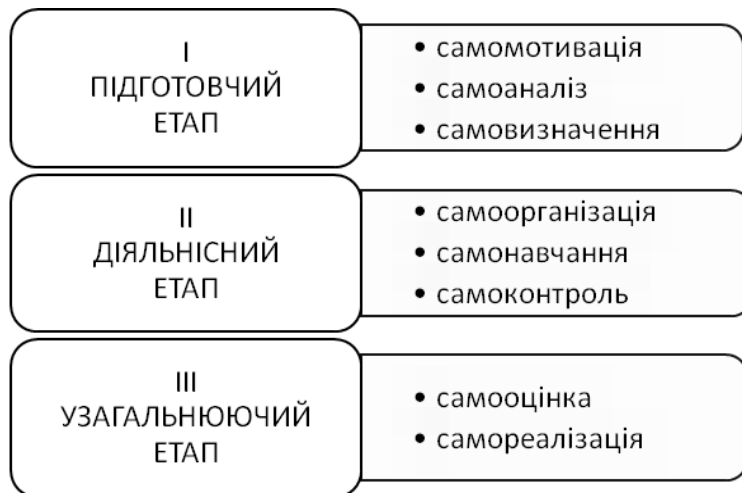 I
ПІДГОТОВЧИЙ
ЕТАП
• самомотивація
• самоаналіз
• самовизначення
II
ДІЯЛЬНІСНИЙ
ЕТАП
• самоорганізація
• самонавчання
• самоконтроль
III
УЗАГАЛЬНЮЮЧИЙ
ЕТАП
• самооцінка
• самореалізація